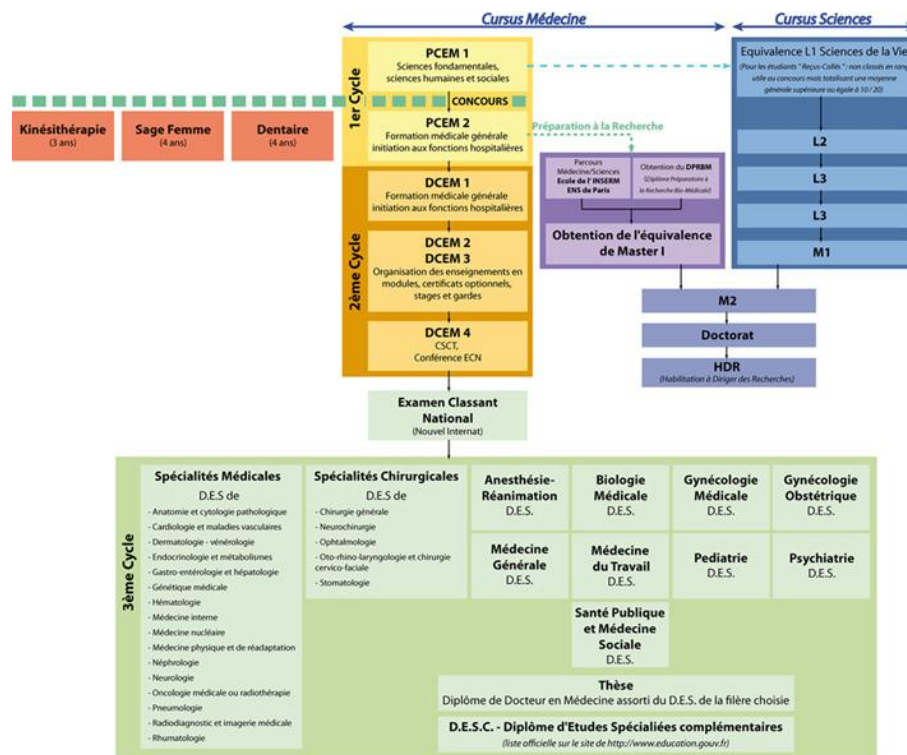 Cursus Médecine
Cursus Sciences
1er Cycle
PCEM 1
Sciences fondamentales,
sciences humaines et sociales
CONCOURS
PCEM 2
Formation médicale générale
initiation aux fonctions hospitalières
Kinésithérapie
(3 ans)
Sage Femme
(4 ans)
Dentaire
(4 ans)
2ème Cycle
DCEM 1
Formation médicale générale
initiation aux fonctions hospitalières
DCEM 2
DCEM 3
Organisation des enseignements en
modules, certificats optionnels,
stages et gardes
DCEM 4
CSCT,
Conférence ECN
Préparation à la Recherche
Parcours
Médecine/Sciences
Ecole de l' INSERM
ENS de Paris
Obtention du DPRBM
(Diplôme Préparatoire à
la Recherche Bio-Médicale)
Obtention de l'équivalence
de Master I
Equivalence L1 Sciences de la Vie
(Pour les étudiants " Reçus-Collés " : non classés en rang
utile au concours mais totalisant une moyenne
générale supérieure ou égole à 10 / 20)
L2
L3
L3
M1
M2
Doctorat
HDR
(Habilitation à Diriger des Recherches)
Examen Classant
National
(Nouvel Internat)
3ème Cycle
Spécialités Médicales
D.E.S de
- Anatomie et cytologie pathologique
- Cardiologie et maladies vasculaires
- Dermatologie - vénérologie
- Endocrinologie et métabolismes
- Gastro-entérologie et hépatologie
- Génétique médicale
- Hématologie
- Médecine interne
- Médecine nucléaire
- Médecine physique et de réadaptation
- Néphrologie
- Neurologie
- Oncologie médicale ou radiothérapie
- Pneumologie
- Radiodiagnostic et imagerie médicale
- Rhumatologie
Spécialités Chirurgicales
D.E.S de
- Chirurgie générale
- Neurochirurgie
- Ophtalmologie
- Oto-rhino-laryngologie et chirurgie
cervico-faciale
- Stomatologie
Anesthésie-
Réanimation
D.E.S.
Biologie
Médicale
D.E.S.
Gynécologie
Médicale
D.E.S.
Gynécologie
Obstétrique
D.E.S.
Médecine
Générale
D.E.S.
Médecine
du Travail
D.E.S.
Pediatrie
D.E.S.
Psychiatrie
D.E.S.
Santé Publique
et Médecine
Sociale
D.E.S.
Thèse
Diplôme de Docteur en Médecine assorti du D.E.S. de la filère choisie
D.E.S.C. - Diplôme d'Etudes Spécialiées complémentaires
(liste officielle sur le site de http://www.education.gouv.fr)